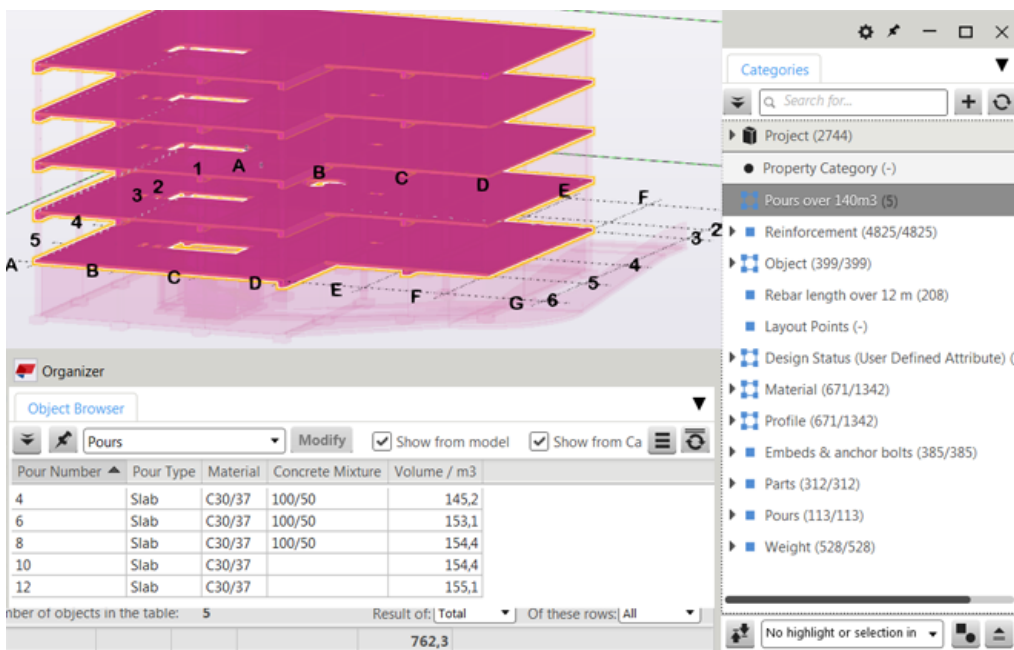 1 A B C D E F
3 2
4
5
A B C D E F G 6 5 4 3 2
Categories
Search for...
Project (2744)
Property Category (-)
Pours over 140m3 (5)
Reinforcement (4825/4825)
Object (399/399)
Rebar length over 12 m (208)
Layout Points (-)
Design Status (User Defined Attribute) (
Material (671/1342)
Profile (671/1342)
Embeds & anchor bolts (385/385)
Parts (312/312)
Pours (113/113)
Weight (528/528)
No highlight or selection in
Organizer
Object Browser
Pours Modify Show from model Show from Ca
Pour Number Pour Type Material Concrete Mixture Volume / m3
4 Slab C30/37 100/50 145,2
6 Slab C30/37 100/50 153,1
8 Slab C30/37 100/50 154,4
10 Slab C30/37 154,4
12 Slab C30/37 155,1
mber of objects in the table: 5 Result of: Total Of these rows: All
762,3